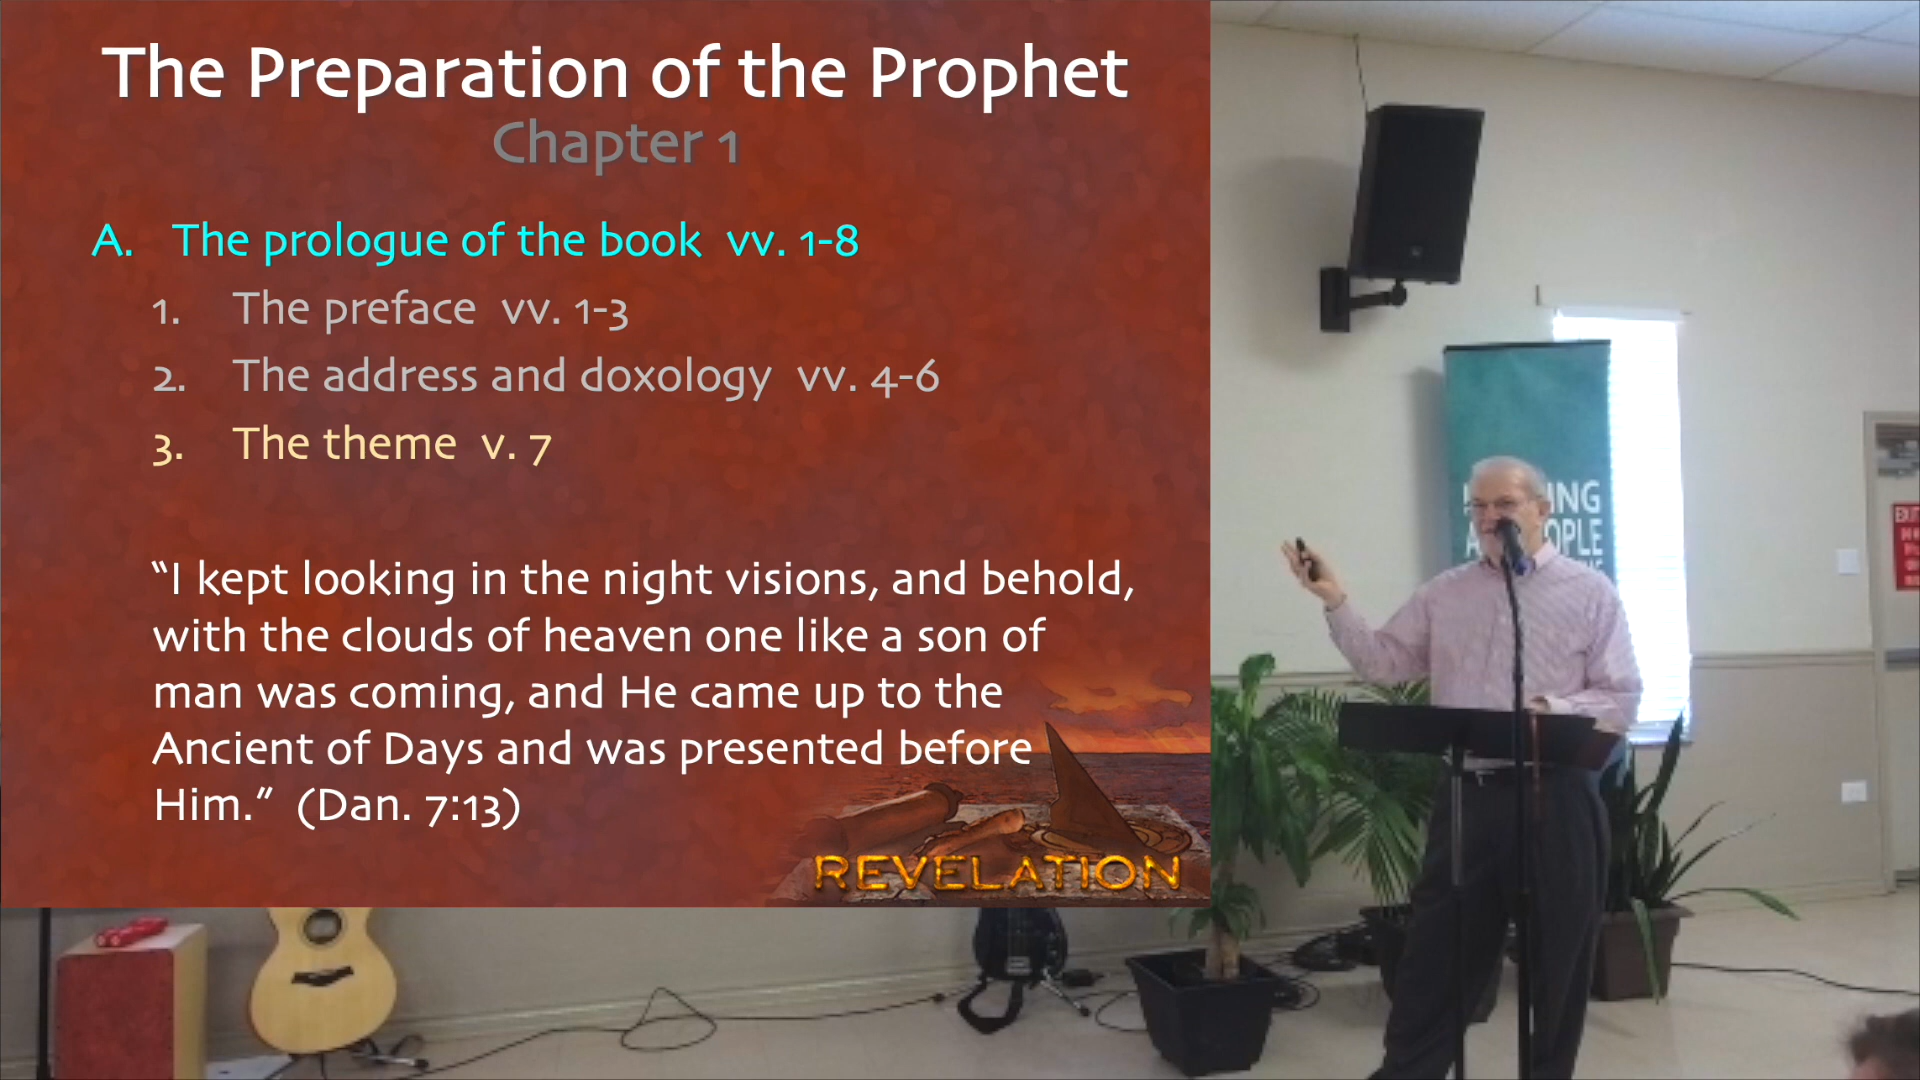 The Preparation of the Prophet
Chapter 1
A. The prologue of the book vv. 1-8
1. The preface vv. 1-3
2. The address and doxology vv. 4-6
3. The theme v. 7
“I kept looking in the night visions, and behold,
with the clouds of heaven one like a son of
man was coming, and He came up to the
Ancient of Days and was presented before
Him.” (Dan. 7:13)
REVELATION